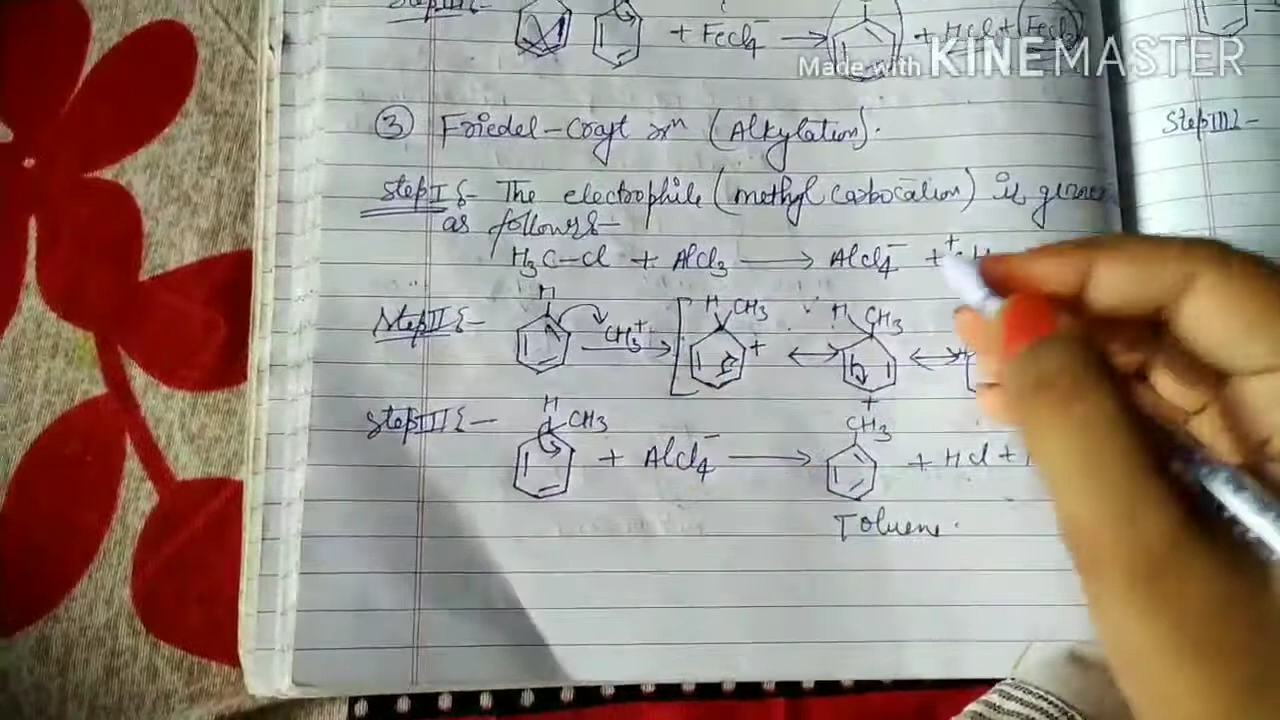 + FeCl4⁻ ⟶ + HCl + FeCl3
Made with KINEMASTER
③ Friedel-Craft rxⁿ (Alkylation).
Step III:-
Step I:- The electrophile (methyl carbocation) is
as follows:-
H3C-Cl + AlCl3 ⟶ AlCl4⁻ + ⁺CH
Step II:- H CH3⁺ ⟶ [ H CH3 + ⟷ H CH3 + ⟷ +
Step III:- H CH3 + AlCl4⁻ ⟶ CH3 + HCl +
Toluene.